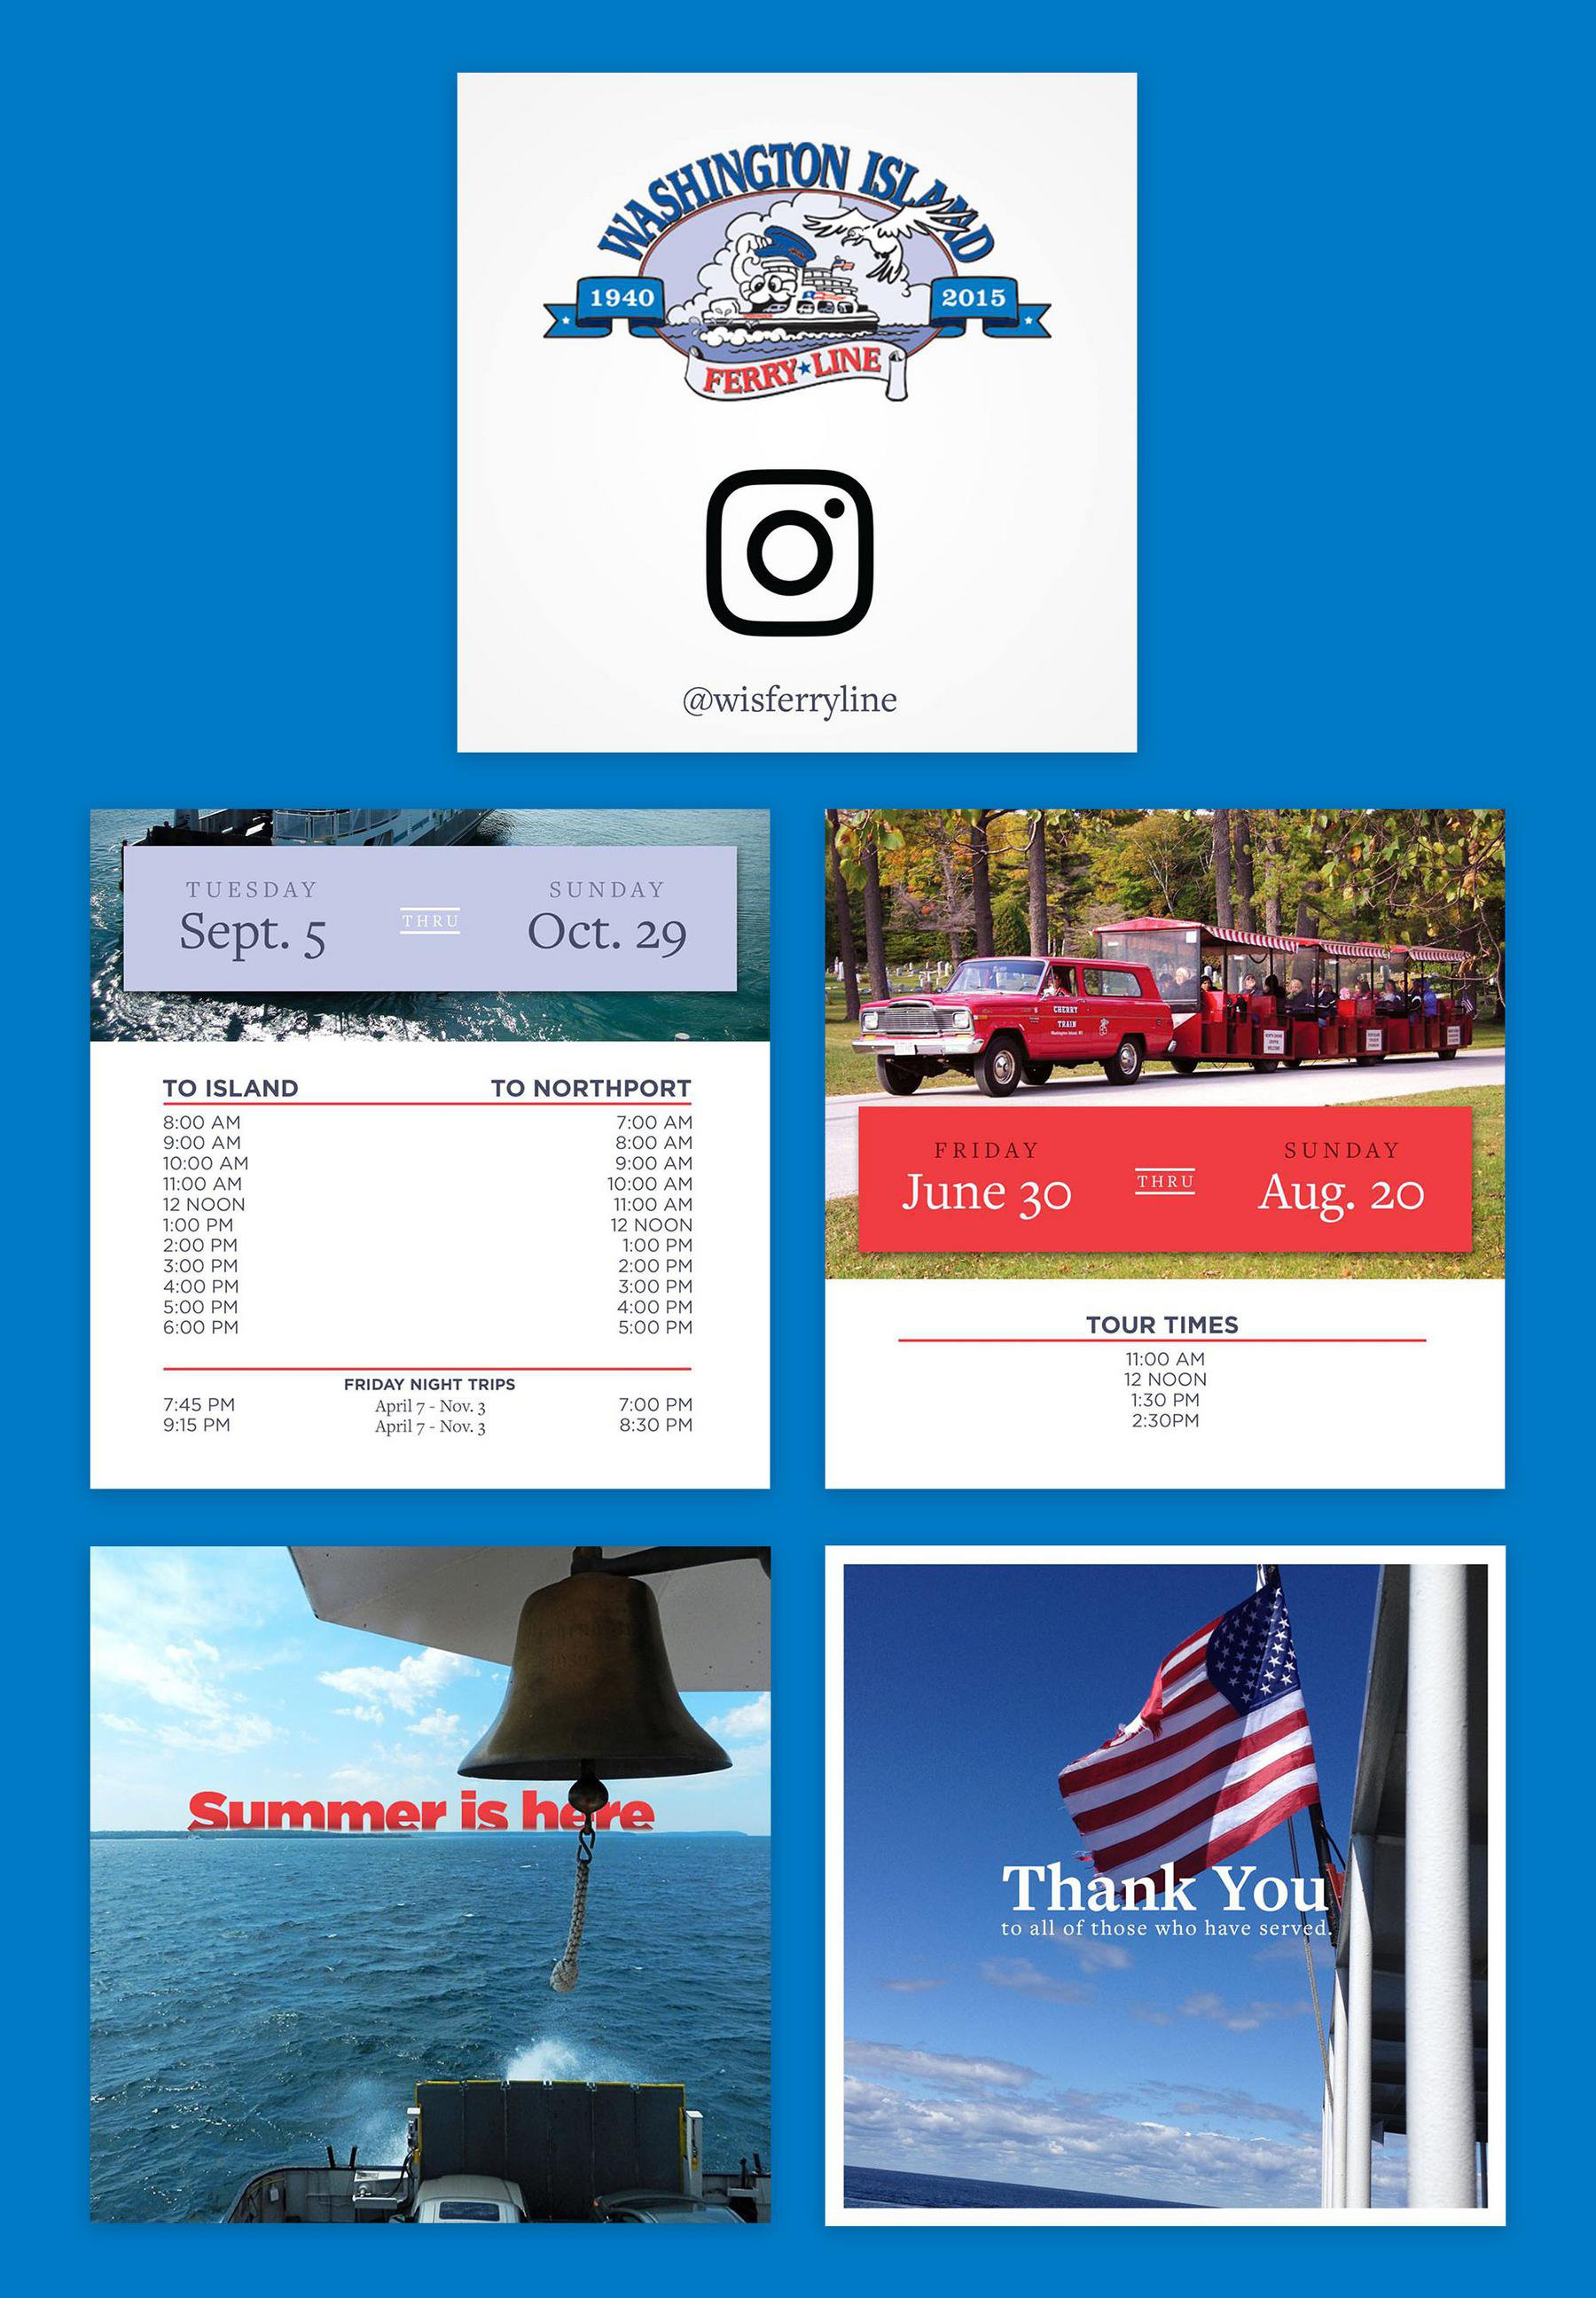 WASHINGTON ISLAND
1940
2015
FERRY LINE
@wisferryline
TUESDAY
Sept. 5
THRU
SUNDAY
Oct. 29
TO ISLAND
8:00 AM
9:00 AM
10:00 AM
11:00 AM
12 NOON
1:00 PM
2:00 PM
3:00 PM
4:00 PM
5:00 PM
6:00 PM
TO NORTHPORT
7:00 AM
8:00 AM
9:00 AM
10:00 AM
11:00 AM
12 NOON
1:00 PM
2:00 PM
3:00 PM
4:00 PM
5:00 PM
FRIDAY NIGHT TRIPS
7:45 PM April 7 - Nov. 3 7:00 PM
9:15 PM April 7 - Nov. 3 8:30 PM
CHERRY
TRAIN
Washington Island, WI
FRIDAY
June 30
THRU
SUNDAY
Aug. 20
TOUR TIMES
11:00 AM
12 NOON
1:30 PM
2:30PM
Summer is here
Thank You
to all of those who have served.